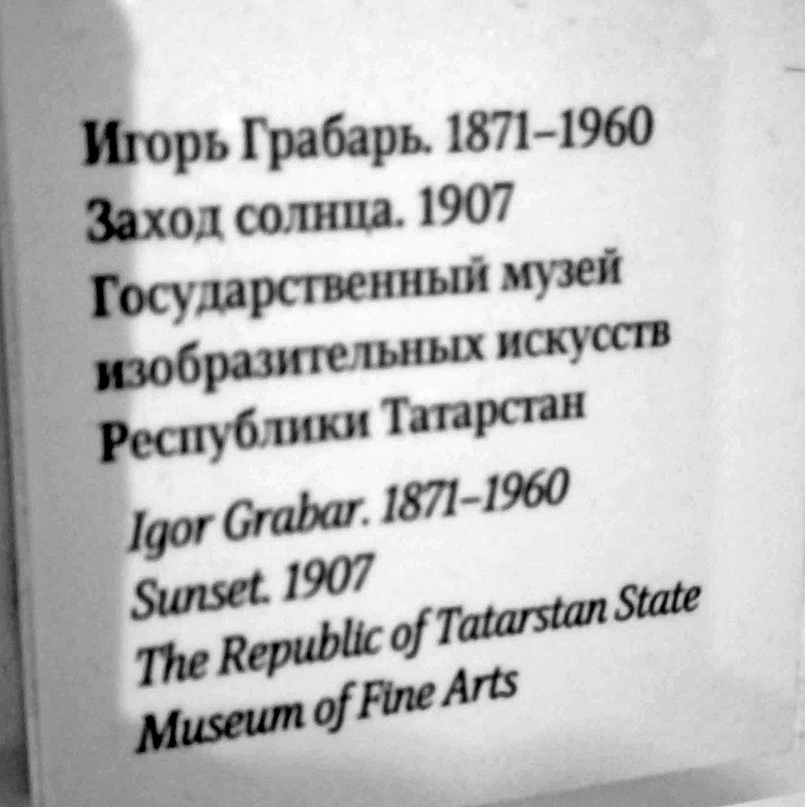 Игорь Грабарь. 1871–1960
Заход солнца. 1907
Государственный музей
изобразительных искусств
Республики Татарстан
Igor Grabar. 1871–1960
Sunset. 1907
The Republic of Tatarstan State
Museum of Fine Arts